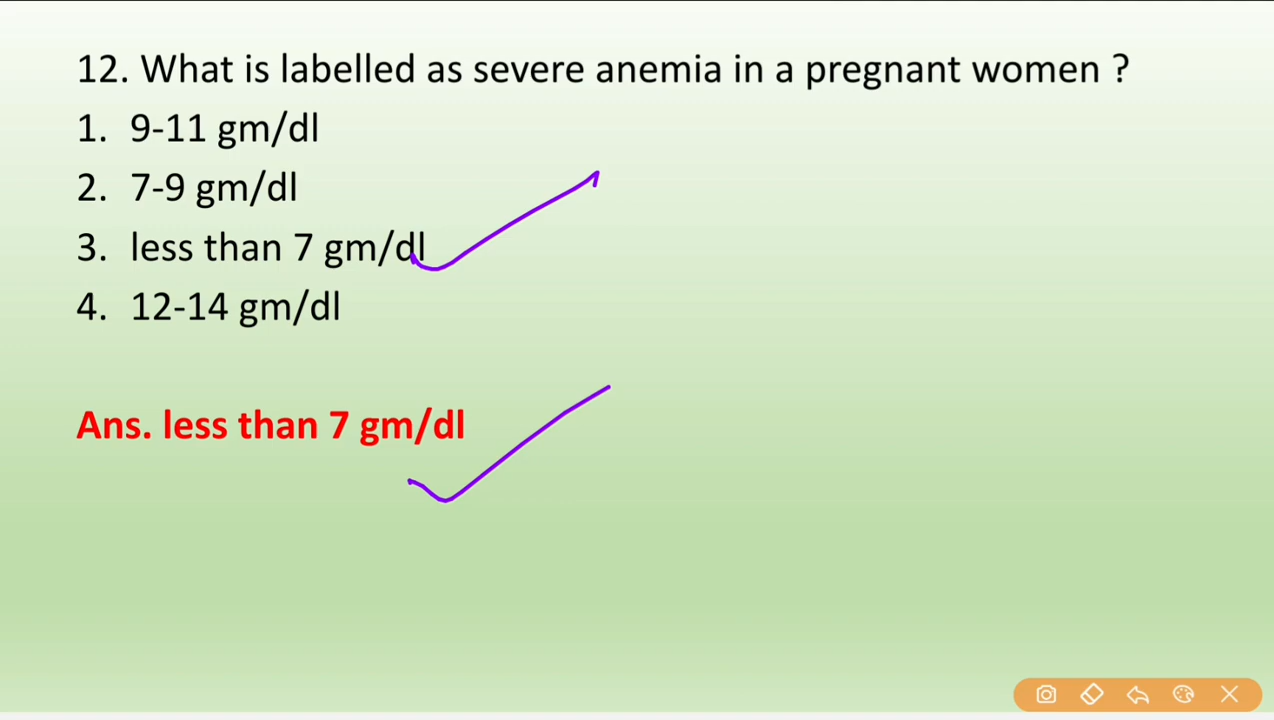 12. What is labelled as severe anemia in a pregnant women ?
1. 9-11 gm/dl
2. 7-9 gm/dl
3. less than 7 gm/dl
4. 12-14 gm/dl
Ans. less than 7 gm/dl